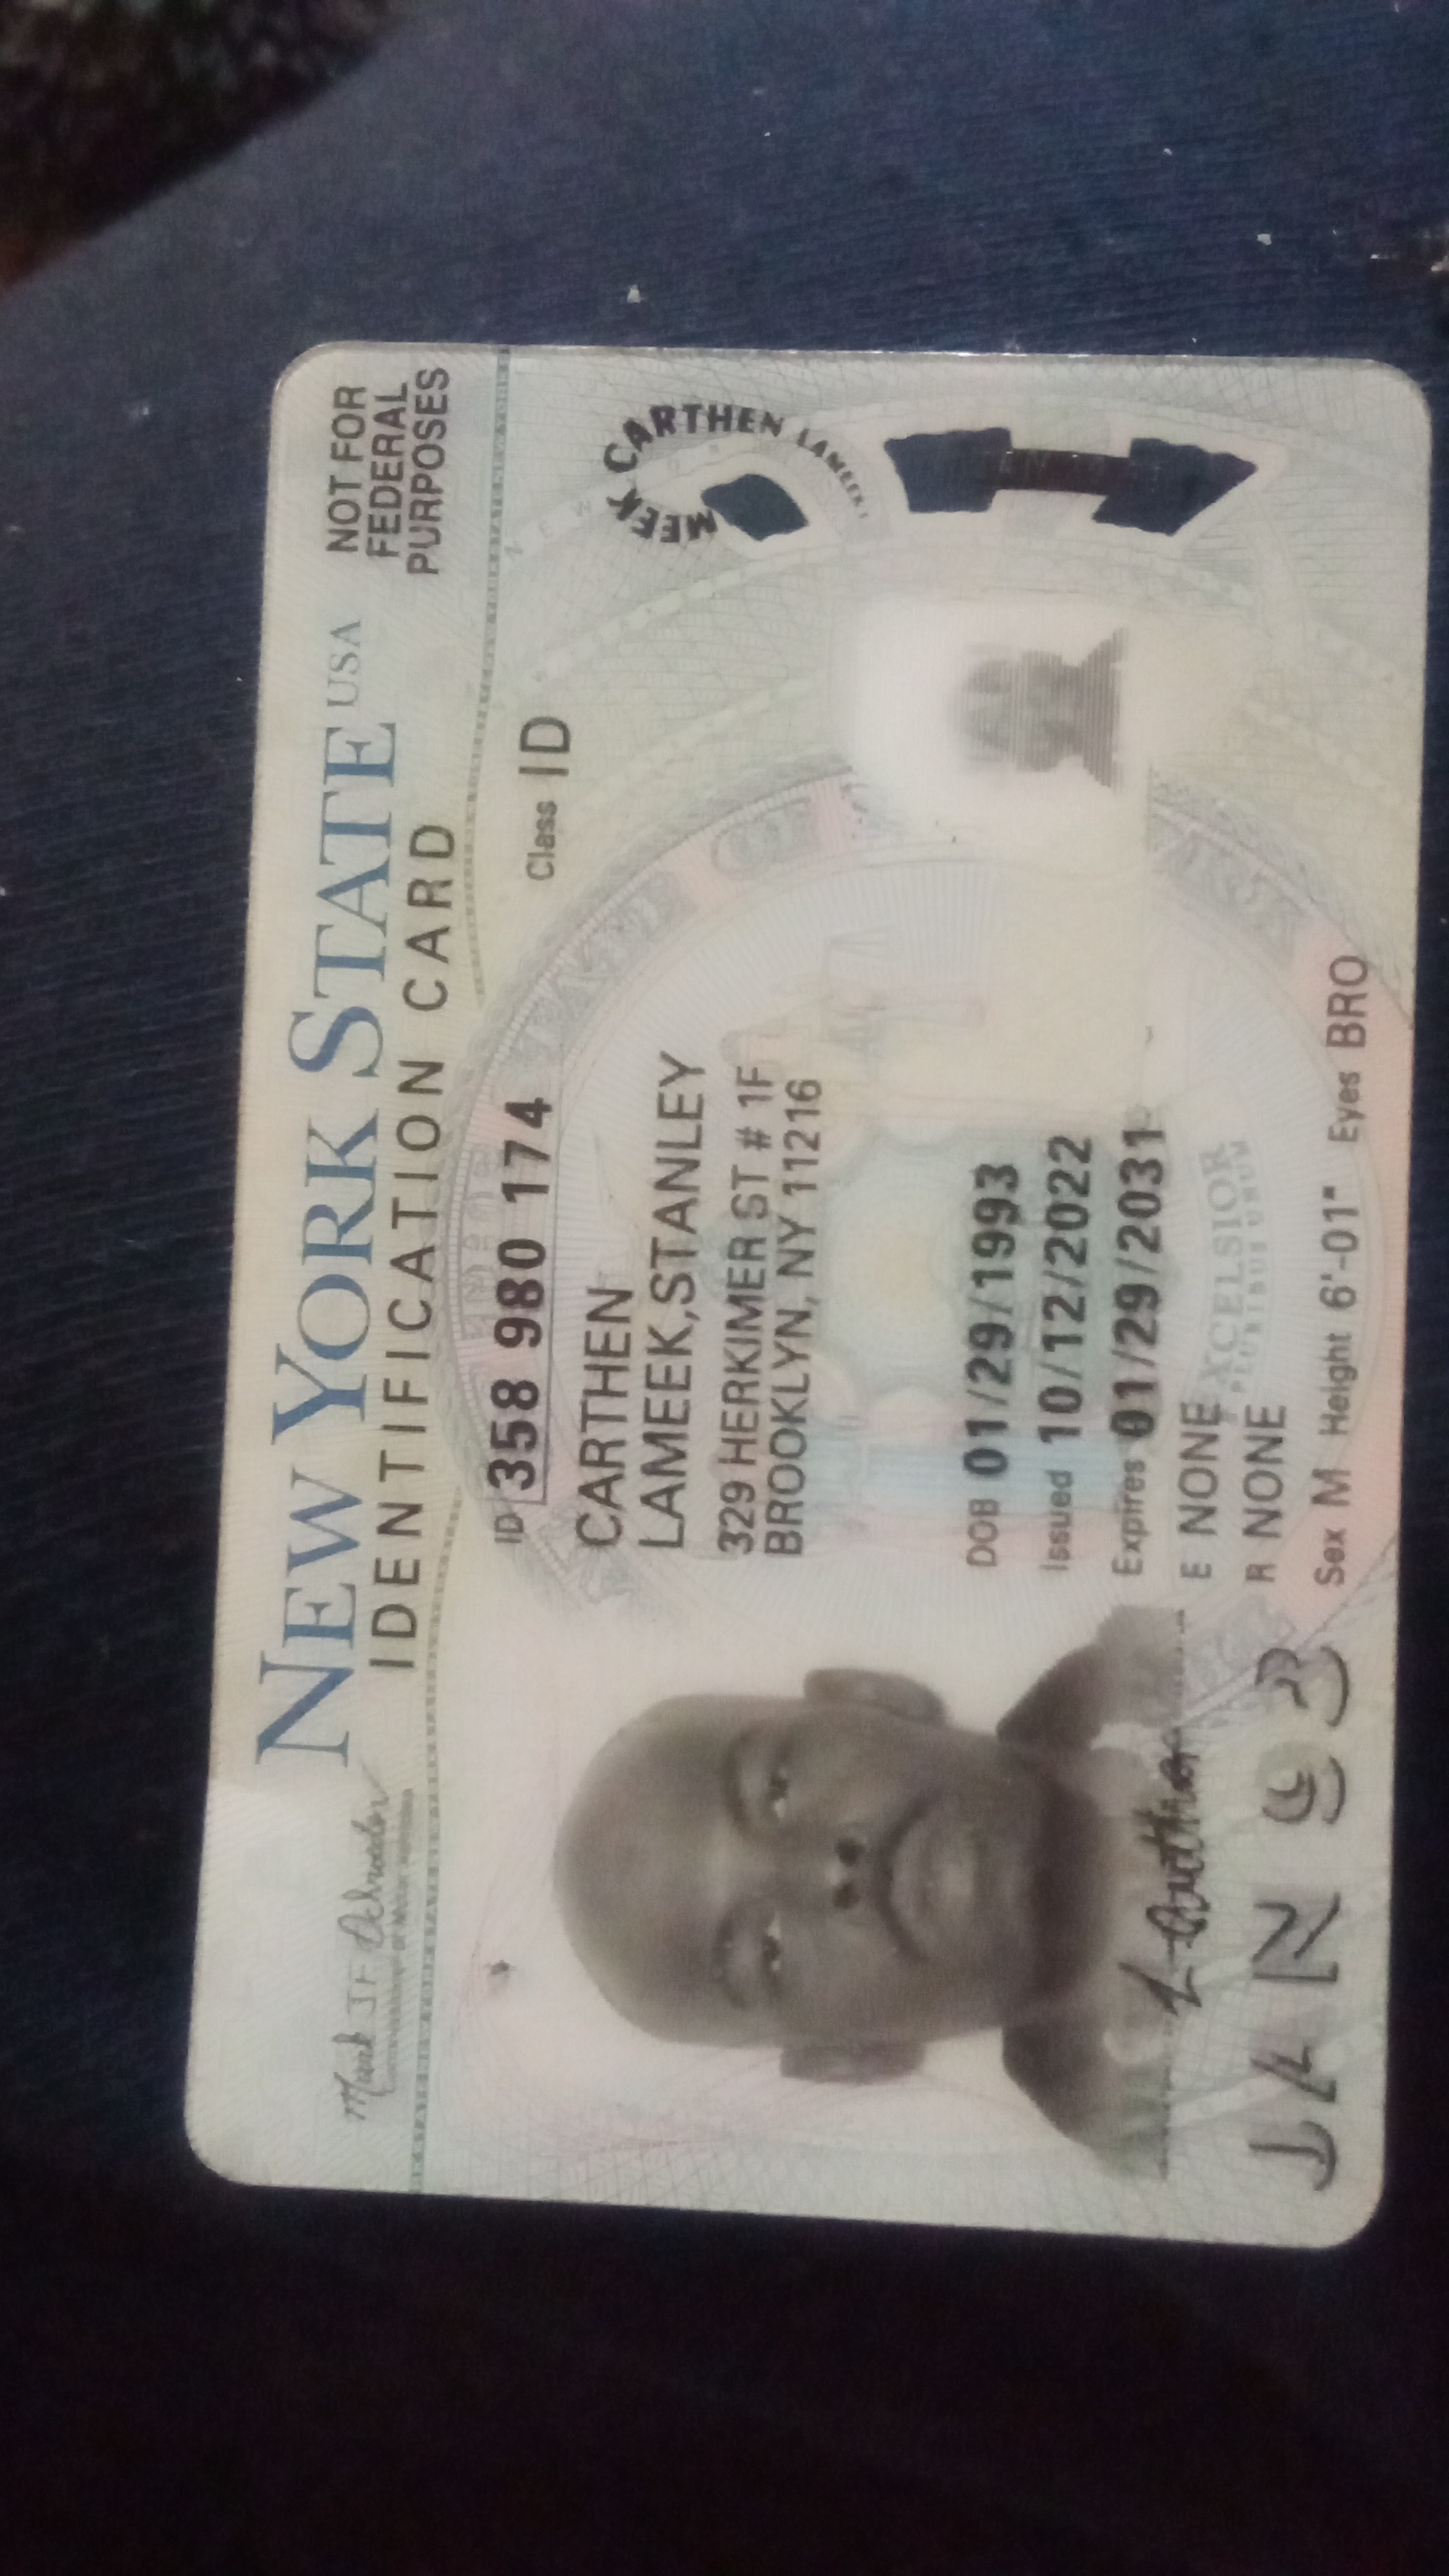 NEW YORK STATE USA
IDENTIFICATION CARD
NOT FOR
FEDERAL
PURPOSES
ID 358 980 174
Class ID
CARTHEN
LAMEEK,STANLEY
329 HERKIMER ST # 1F
BROOKLYN, NY 11216
DOB 01/29/1993
Issued 10/12/2022
Expires 01/29/2031
E NONE
R NONE
Sex M Height 6'-01" Eyes BRO
EXCELSIOR
MEEK CARTHEN LAMEEK
JAN 93